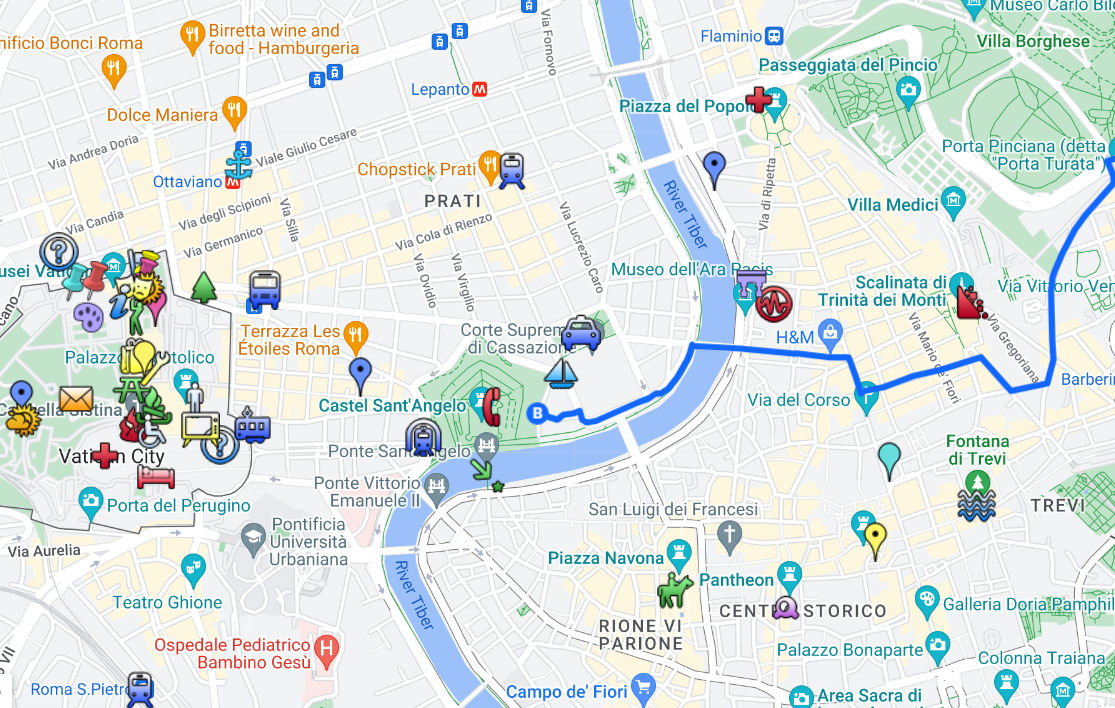 Museo Carlo Bil
Birretta wine and
food - Hamburgeria
nificio Bonci Roma
Via Fornovo
Flaminio
Villa Borghese
Passeggiata del Pincio
Lepanto
M
Piazza del Popolo
Dolce Maniera
Via Andrea Doria
Viale Giulio Cesare
Porta Pinciana (detta
"Porta Turata")
Chopstick Prati
Ottaviano
M
PRATI
River Tiber
Via di Ripetta
Villa Medici
Via Candia
Via degli Scipioni
Via Silla
Via Germanico
Via Cola di Rienzo
Via Lucrezio Caro
Via Ovidio
Via Virgilio
usei Vati
Museo dell'Ara Pacis
Scalinata di
Trinità dei Monti
Via Vittorio Ven
cano
Terrazza Les
Étoiles Roma
Corte Suprem
di Cassazione
H&M
Via Mario de' Fiori
Via Gregoriana
Palazzo
tolico
Barberin
Castel Sant'Angelo
B
Via del Corso
ella
stina
Vatican City
Ponte Sant'Angelo
Fontana
di Trevi
Ponte Vittorio
Emanuele II
Porta del Perugino
San Luigi dei Francesi
TREVI
Pontificia
Università
Urbaniana
Via Aurelia
Piazza Navona
Pantheon
River Tiber
Teatro Ghione
CENTRO STORICO
Galleria Doria Pamphil
RIONE VI
PARIONE
Ospedale Pediatrico
Bambino Gesù
H
Palazzo Bonaparte
Colonna Traiana
VII
Roma S.Pietro
Campo de' Fiori
Area Sacra di